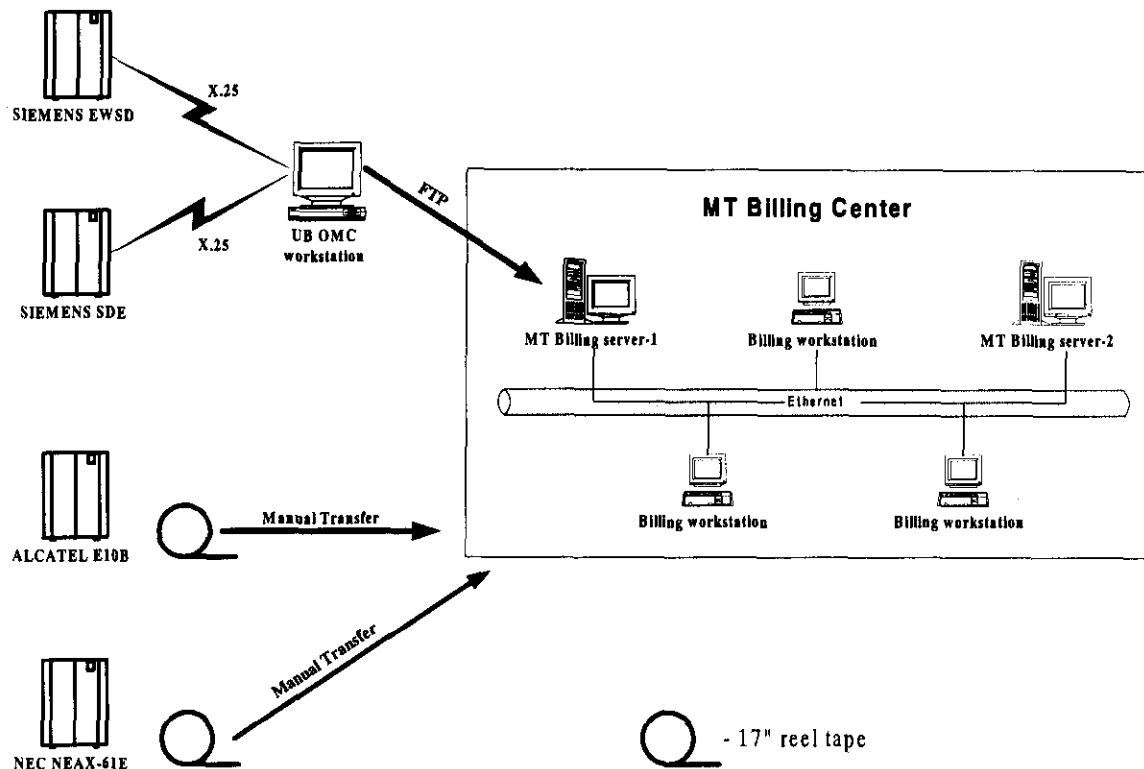 SIEMENS EWSD
X.25
SIEMENS SDE
X.25
UB OMC
workstation
FTP
MT Billing Center
MT Billing server-1
Billing workstation
MT Billing server-2
Ethernet
Billing workstation
Billing workstation
ALCATEL E10B
Manual Transfer
NEC NEAX-61E
Manual Transfer
- 17" reel tape